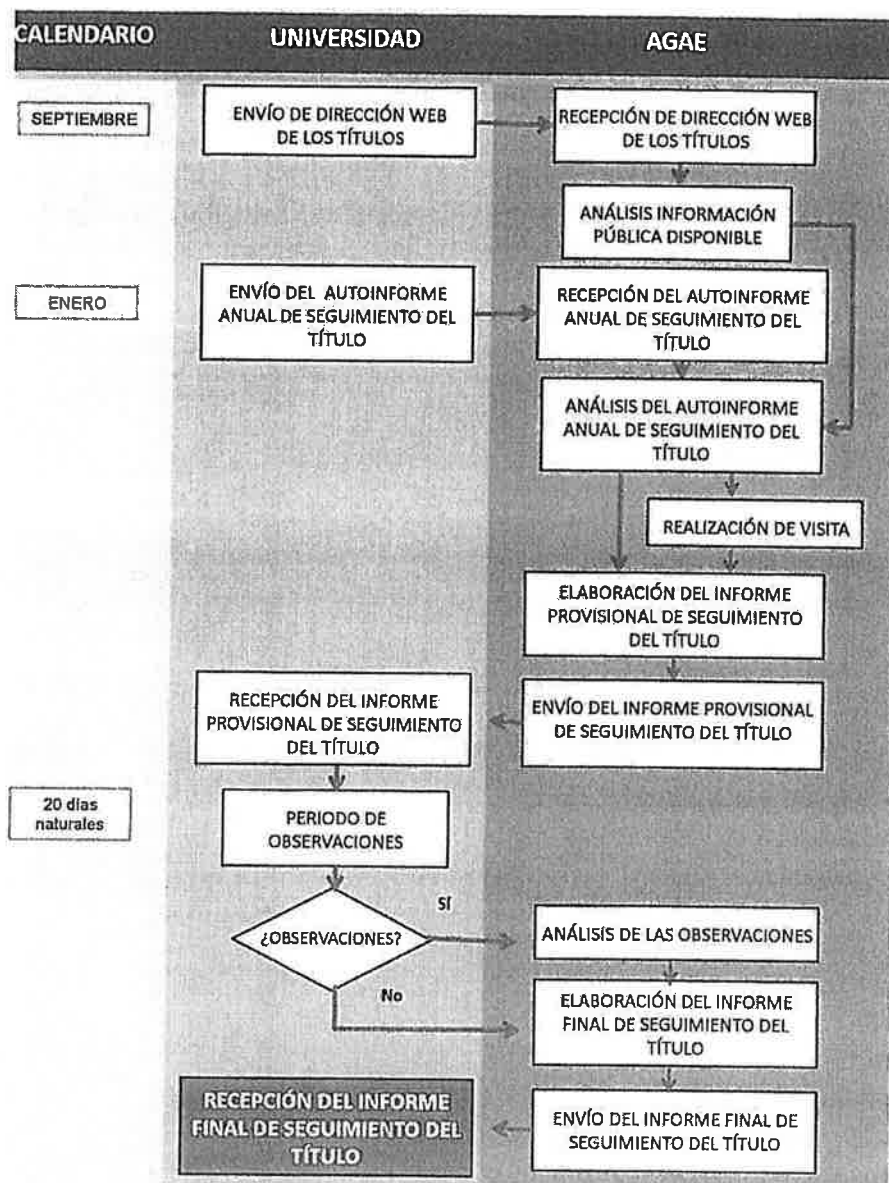 CALENDARIO
UNIVERSIDAD
AGAE
SEPTIEMBRE
ENVÍO DE DIRECCIÓN WEB
DE LOS TÍTULOS
RECEPCIÓN DE DIRECCIÓN WEB
DE LOS TÍTULOS
ANÁLISIS INFORMACIÓN
PÚBLICA DISPONIBLE
ENERO
ENVÍO DEL AUTOINFORME
ANUAL DE SEGUIMIENTO DEL
TÍTULO
RECEPCIÓN DEL AUTOINFORME
ANUAL DE SEGUIMIENTO DEL
TÍTULO
ANÁLISIS DEL AUTOINFORME
ANUAL DE SEGUIMIENTO DEL
TÍTULO
REALIZACIÓN DE VISITA
ELABORACIÓN DEL INFORME
PROVISIONAL DE SEGUIMIENTO
DEL TÍTULO
RECEPCIÓN DEL INFORME
PROVISIONAL DE SEGUIMIENTO
DEL TÍTULO
ENVÍO DEL INFORME PROVISIONAL
DE SEGUIMIENTO DEL TÍTULO
20 días
naturales
PERIODO DE
OBSERVACIONES
¿OBSERVACIONES?
SÍ
No
ANÁLISIS DE LAS OBSERVACIONES
ELABORACIÓN DEL INFORME
FINAL DE SEGUIMIENTO DEL
TÍTULO
RECEPCIÓN DEL INFORME
FINAL DE SEGUIMIENTO DEL
TÍTULO
ENVÍO DEL INFORME FINAL DE
SEGUIMIENTO DEL TÍTULO